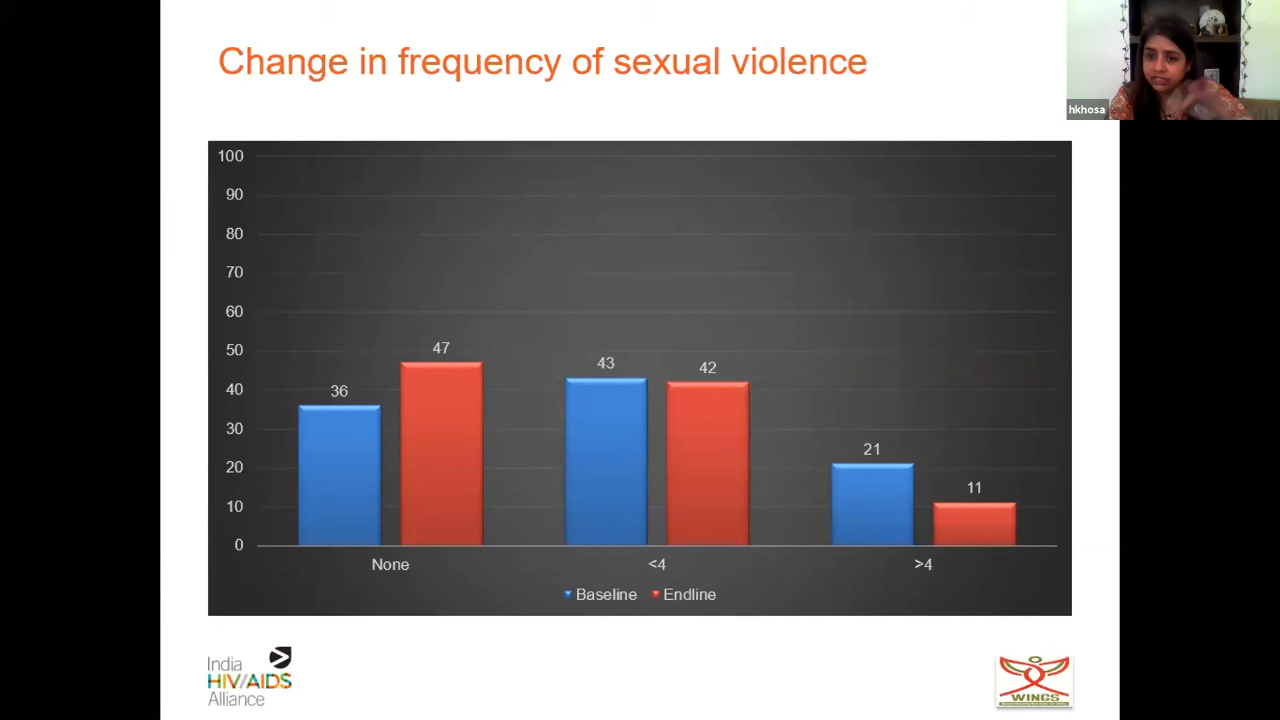 Change in frequency of sexual violence
hkhosa
100
90
80
70
60
50
40
30
20
10
0
36
47
43
42
21
11
None
<4
>4
Baseline
Endline
India
HIV/AIDS
Alliance
WINGS